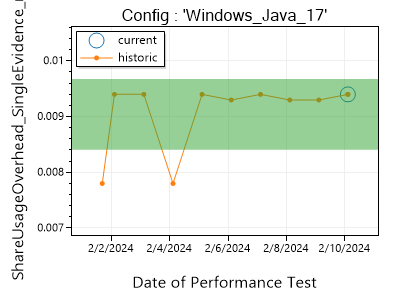 Config : 'Windows_Java_17'
current
historic
ShareUsageOverhead_SingleEvidence_
0.01
0.009
0.008
0.007
2/2/2024
2/4/2024
2/6/2024
2/8/2024
2/10/2024
Date of Performance Test